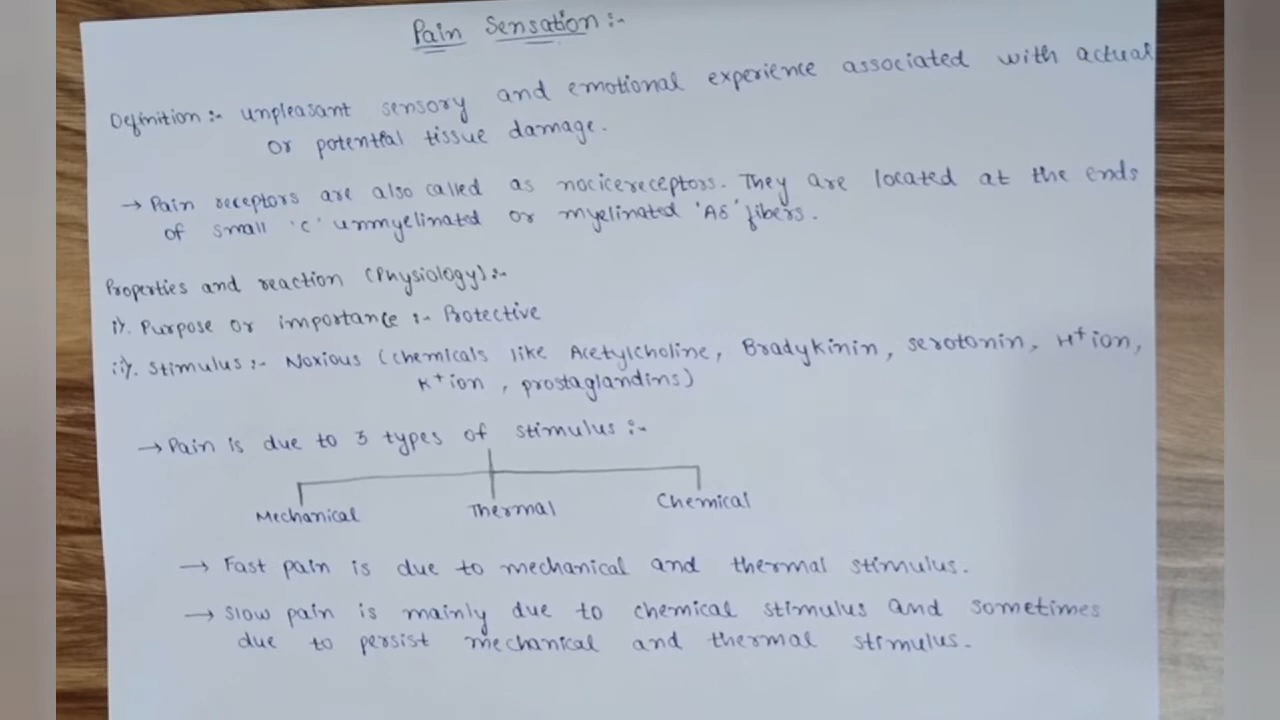 Pain Sensation :-
Definition :- unpleasant sensory and emotional experience associated with actual
or potential tissue damage.
→ Pain receptors are also called as nocicereceptors. They are located at the ends
of small 'C' unmyelinated or myelinated 'Aδ' fibers.
Properties and reaction (Physiology) :-
i). Purpose or importance :- Protective
ii). Stimulus :- Noxious (chemicals like Acetylcholine, Bradykinin, serotonin, H+ ion,
K+ ion, prostaglandins)
→ Pain is due to 3 types of stimulus :-
Mechanical Thermal Chemical
→ Fast pain is due to mechanical and thermal stimulus.
→ Slow pain is mainly due to chemical stimulus and sometimes
due to persist mechanical and thermal stimulus.